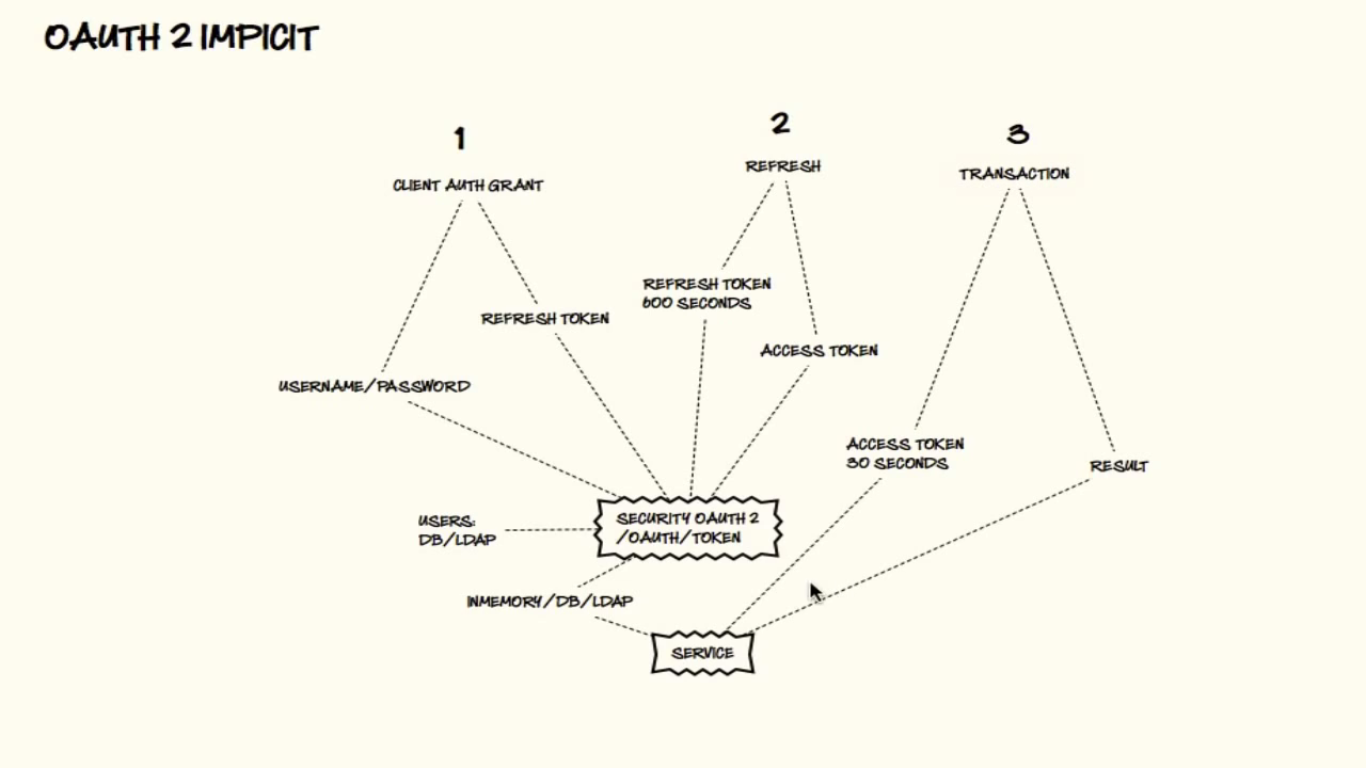 OAUTH 2 IMPICIT
1
CLIENT AUTH GRANT
2
REFRESH
3
TRANSACTION
REFRESH TOKEN
USERNAME/PASSWORD
REFRESH TOKEN
600 SECONDS
ACCESS TOKEN
ACCESS TOKEN
30 SECONDS
RESULT
USERS:
DB/LDAP
SECURITY OAUTH 2
/OAUTH/TOKEN
INMEMORY/DB/LDAP
SERVICE